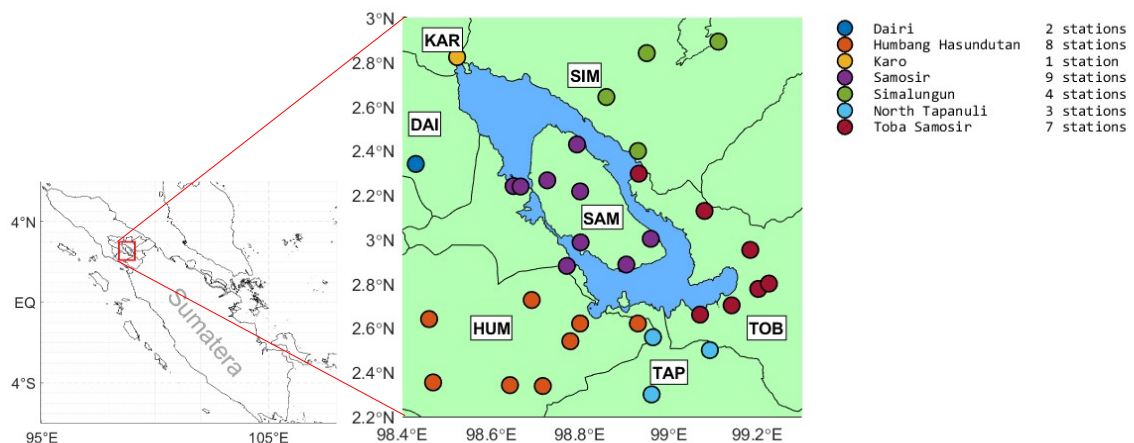 4°N
EQ
4°S
95°E
105°E
Sumatera
3°N
2.8°N
2.6°N
2.4°N
2.2°N
3°N
2.8°N
2.6°N
2.4°N
2.2°N
98.4°E
98.6°E
98.8°E
99°E
99.2°E
KAR
SIM
DAI
SAM
HUM
TOB
TAP
Dairi 2 stations
Humbang Hasundutan 8 stations
Karo 1 station
Samosir 9 stations
Simalungun 4 stations
North Tapanuli 3 stations
Toba Samosir 7 stations